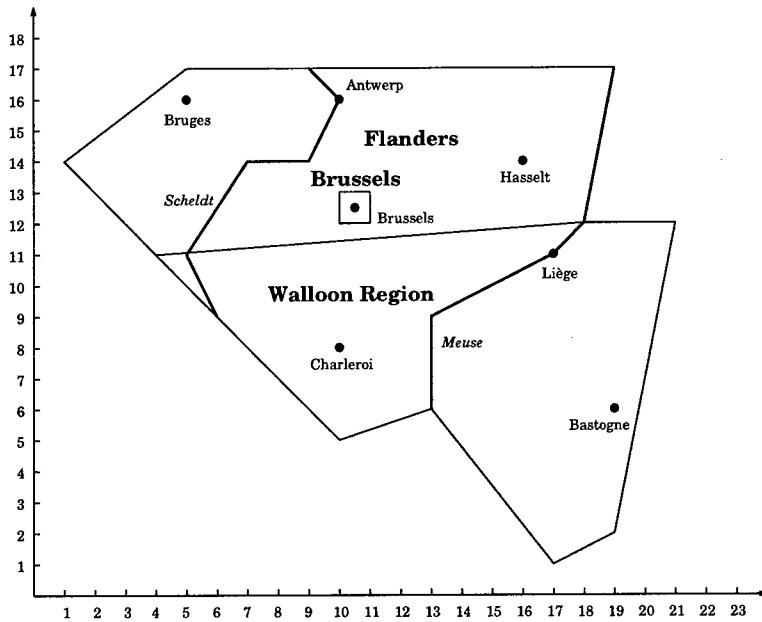 18
17
16
15
14
13
12
11
10
9
8
7
6
5
4
3
2
1
Antwerp
Bruges
Flanders
Hasselt
Brussels
Scheldt
Brussels
Liège
Walloon Region
Meuse
Charleroi
Bastogne
1 2 3 4 5 6 7 8 9 10 11 12 13 14 15 16 17 18 19 20 21 22 23